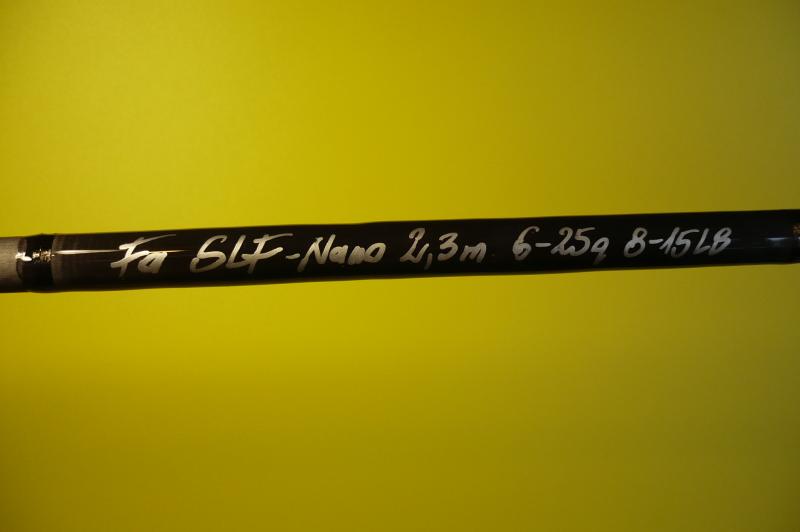 Fa SLF-Nano 2,3m 6-25g 8-15LB